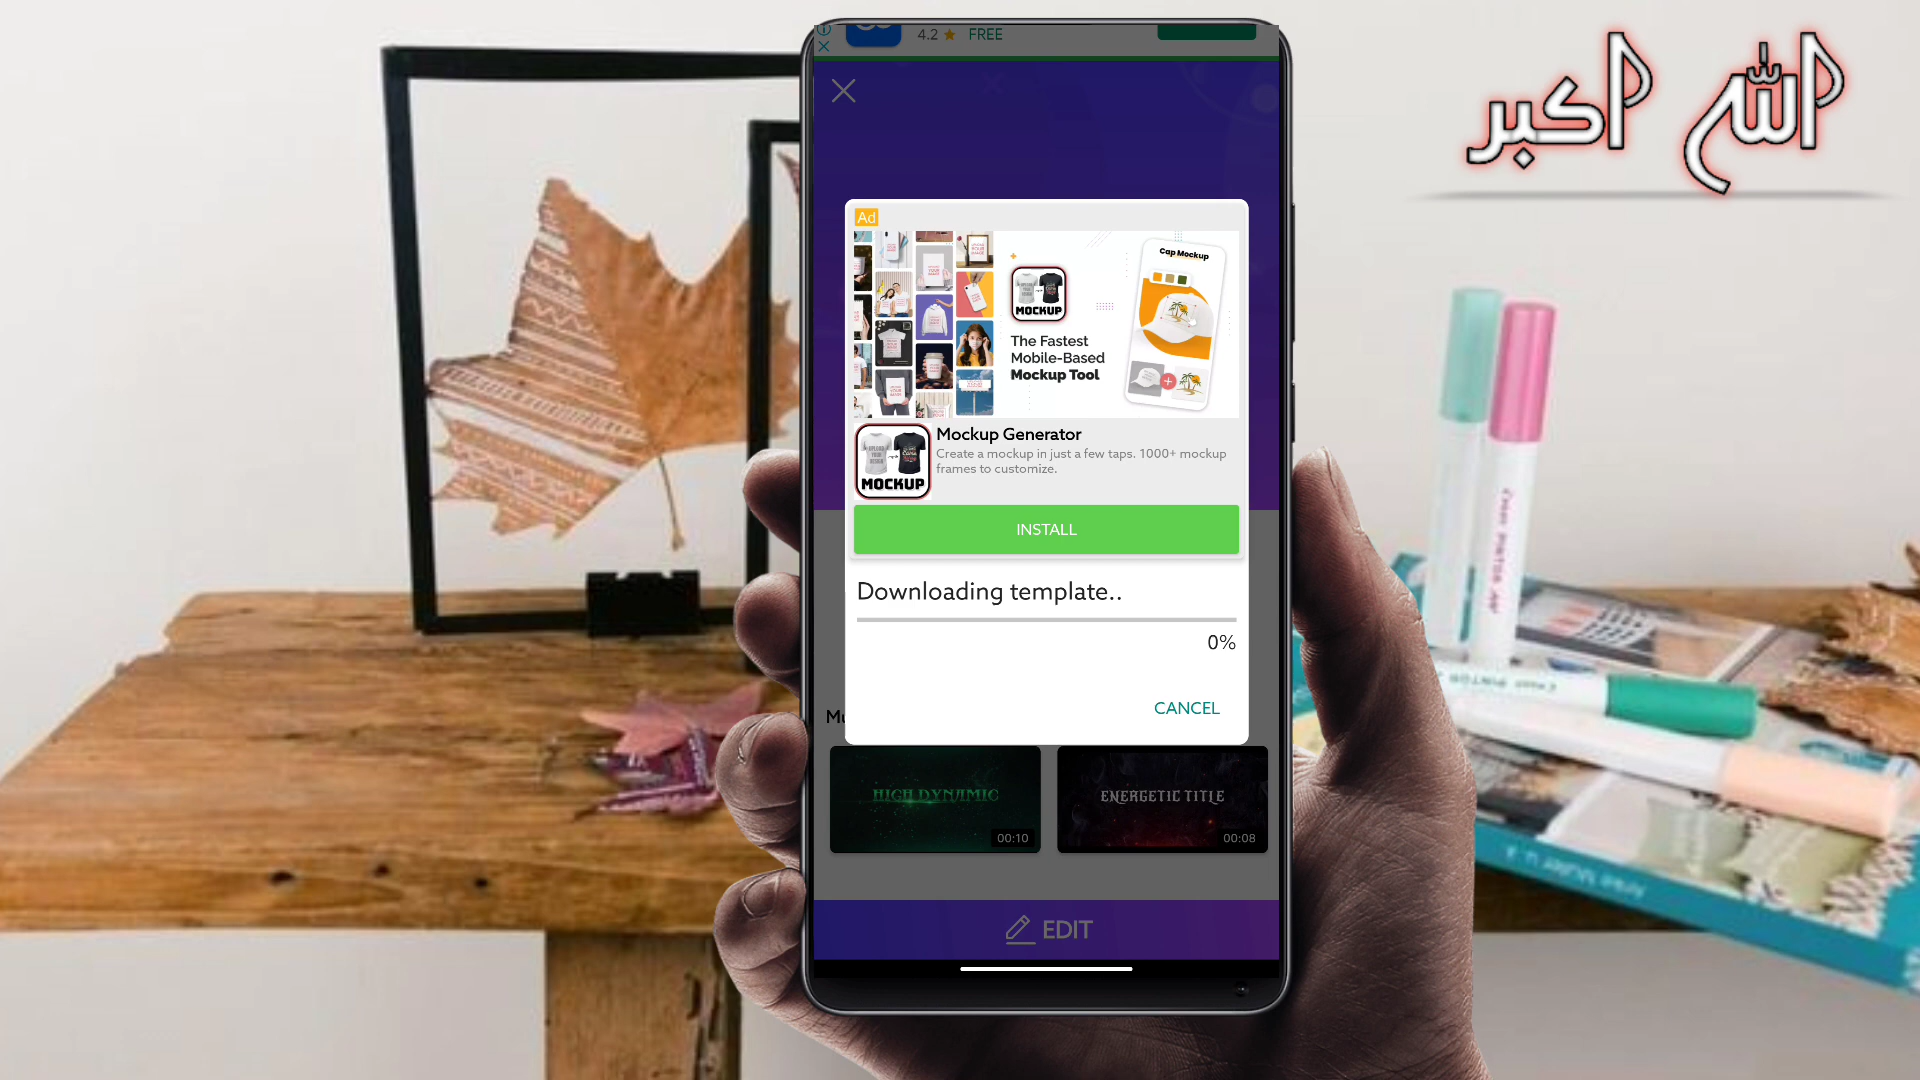 4.2 FREE
الله اكبر
Ad
Cap Mockup
MOCKUP
The Fastest
Mobile-Based
Mockup Tool
MOCKUP
Mockup Generator
Create a mockup in just a few taps. 1000+ mockup
frames to customize.
INSTALL
Downloading template..
0%
CANCEL
HIGH DYNAMIC
00:10
ENERGETIC TITLE
00:08
EDIT